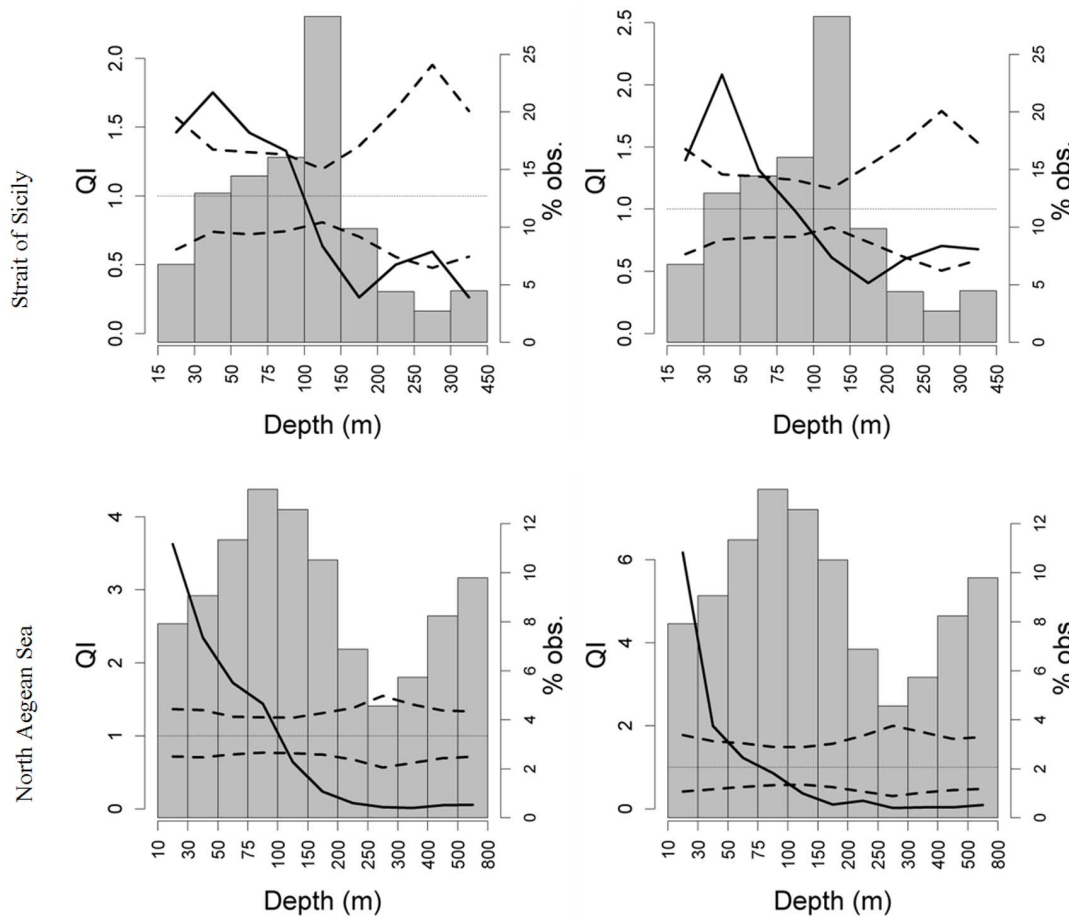 Strait of Sicily
QI
0.0 0.5 1.0 1.5 2.0
% obs.
0 5 10 15 20 25
15 30 50 75 100 150 200 250 300 450
Depth (m)
QI
0.0 0.5 1.0 1.5 2.0 2.5
% obs.
0 5 10 15 20 25
15 30 50 75 100 150 200 250 300 450
Depth (m)
North Aegean Sea
QI
0 1 2 3 4
% obs.
0 2 4 6 8 10 12
10 30 50 75 100 150 200 250 300 400 500 800
Depth (m)
QI
0 2 4 6
% obs.
0 2 4 6 8 10 12
10 30 50 75 100 150 200 250 300 400 500 800
Depth (m)